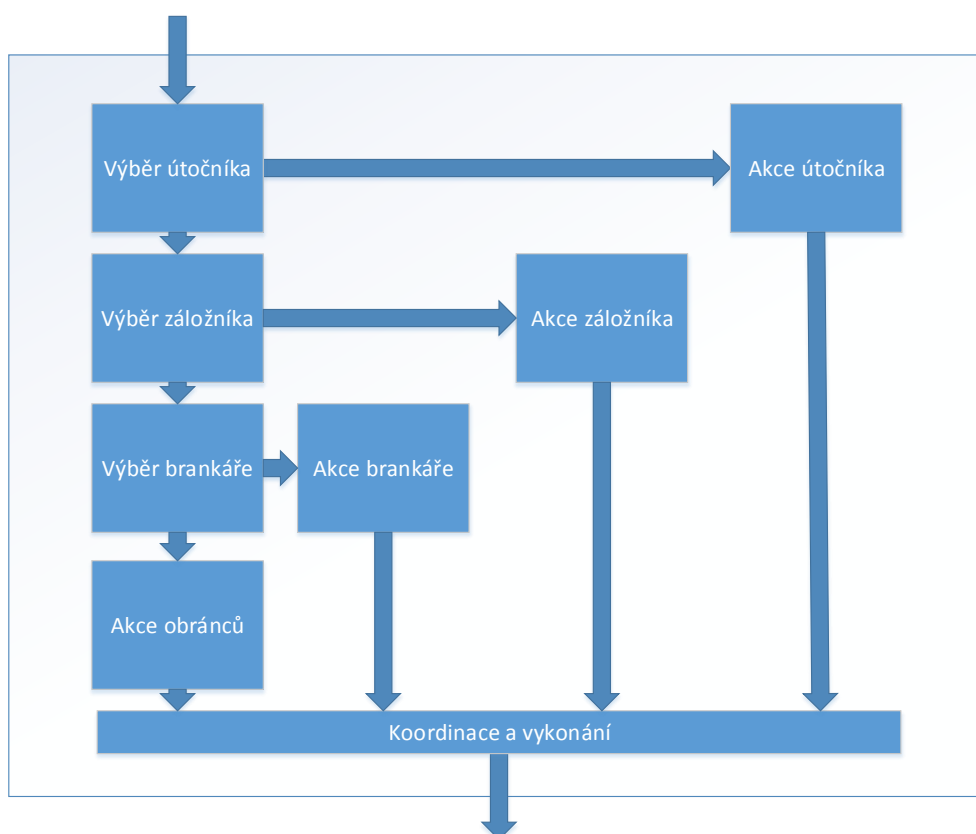 Výběr útočníka
Akce útočníka
Výběr záložníka
Akce záložníka
Výběr brankáře
Akce brankáře
Akce obránců
Koordinace a vykonání